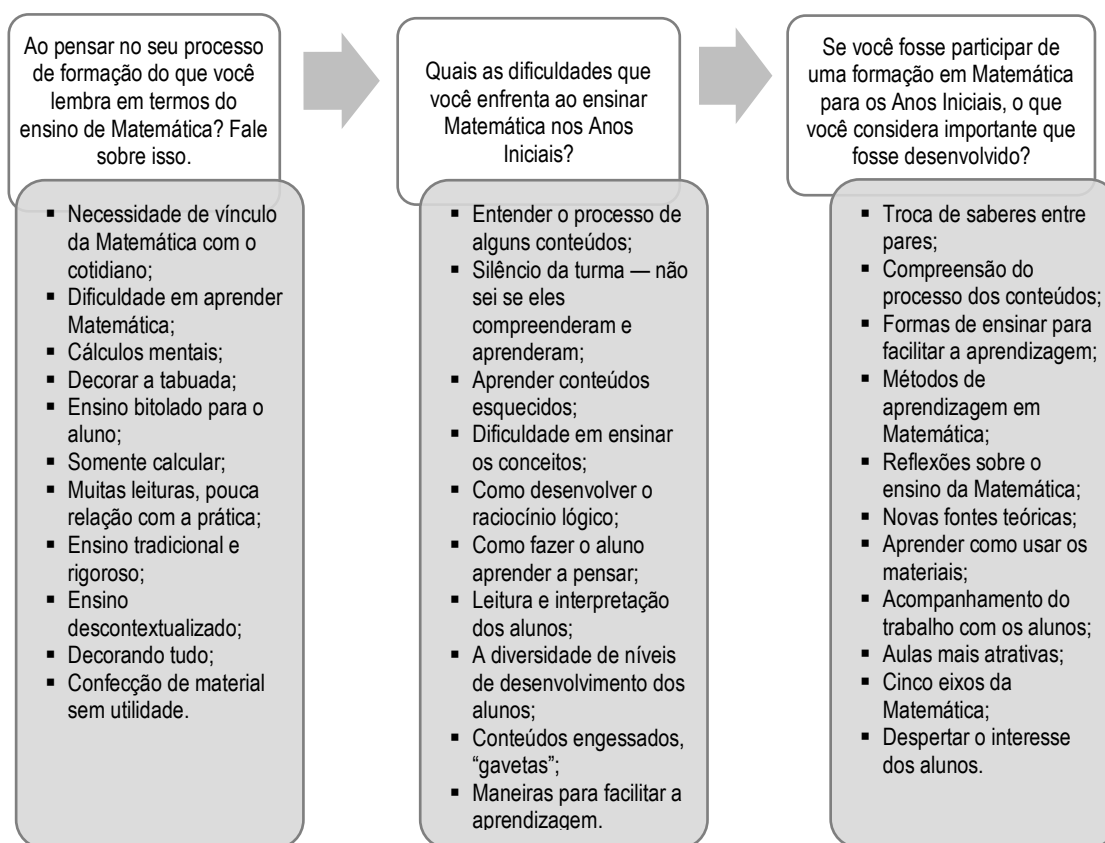 Ao pensar no seu processo
de formação do que você
lembra em termos do
ensino de Matemática? Fale
sobre isso.
▪ Necessidade de vínculo
da Matemática com o
cotidiano;
▪ Dificuldade em aprender
Matemática;
▪ Cálculos mentais;
▪ Decorar a tabuada;
▪ Ensino bitolado para o
aluno;
▪ Somente calcular;
▪ Muitas leituras, pouca
relação com a prática;
▪ Ensino tradicional e
rigoroso;
▪ Ensino
descontextualizado;
▪ Decorando tudo;
▪ Confecção de material
sem utilidade.
Quais as dificuldades que
você enfrenta ao ensinar
Matemática nos Anos
Iniciais?
▪ Entender o processo de
alguns conteúdos;
▪ Silêncio da turma — não
sei se eles
compreenderam e
aprenderam;
▪ Aprender conteúdos
esquecidos;
▪ Dificuldade em ensinar
os conceitos;
▪ Como desenvolver o
raciocínio lógico;
▪ Como fazer o aluno
aprender a pensar;
▪ Leitura e interpretação
dos alunos;
▪ A diversidade de níveis
de desenvolvimento dos
alunos;
▪ Conteúdos engessados,
“gavetas”;
▪ Maneiras para facilitar a
aprendizagem.
Se você fosse participar de
uma formação em Matemática
para os Anos Iniciais, o que
você considera importante que
fosse desenvolvido?
▪ Troca de saberes entre
pares;
▪ Compreensão do
processo dos conteúdos;
▪ Formas de ensinar para
facilitar a aprendizagem;
▪ Métodos de
aprendizagem em
Matemática;
▪ Reflexões sobre o
ensino da Matemática;
▪ Novas fontes teóricas;
▪ Aprender como usar os
materiais;
▪ Acompanhamento do
trabalho com os alunos;
▪ Aulas mais atrativas;
▪ Cinco eixos da
Matemática;
▪ Despertar o interesse
dos alunos.